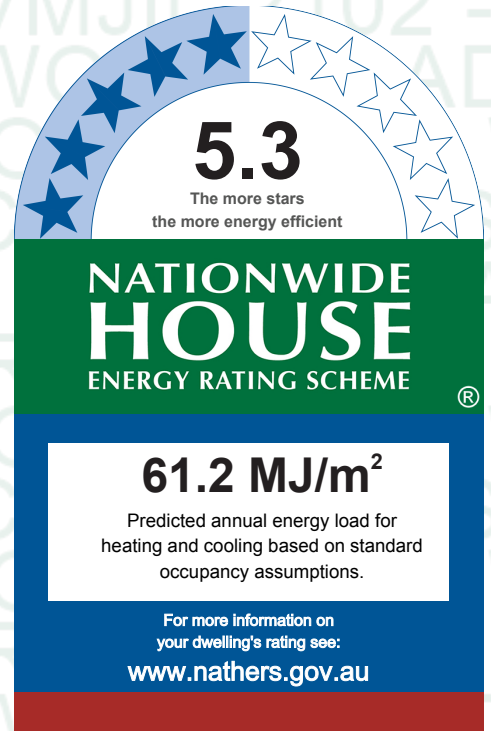 5.3
The more stars
the more energy efficient
NATIONWIDE
HOUSE
ENERGY RATING SCHEME
®
61.2 MJ/m²
Predicted annual energy load for
heating and cooling based on standard
occupancy assumptions.
For more information on
your dwelling's rating see:
www.nathers.gov.au